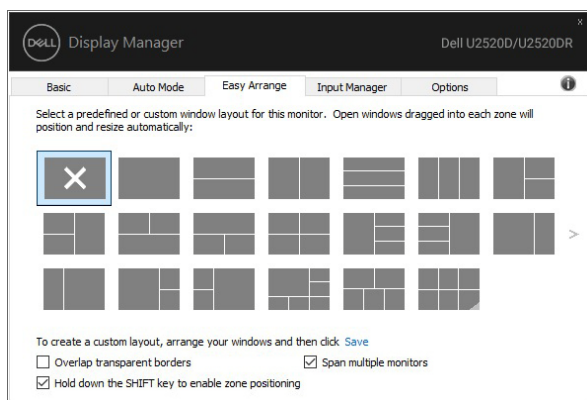 DELL Display Manager
Dell U2520D/U2520DR
Basic
Auto Mode
Easy Arrange
Input Manager
Options
Select a predefined or custom window layout for this monitor. Open windows dragged into each zone will
position and resize automatically:
To create a custom layout, arrange your windows and then click Save
Overlap transparent borders
Span multiple monitors
Hold down the SHIFT key to enable zone positioning